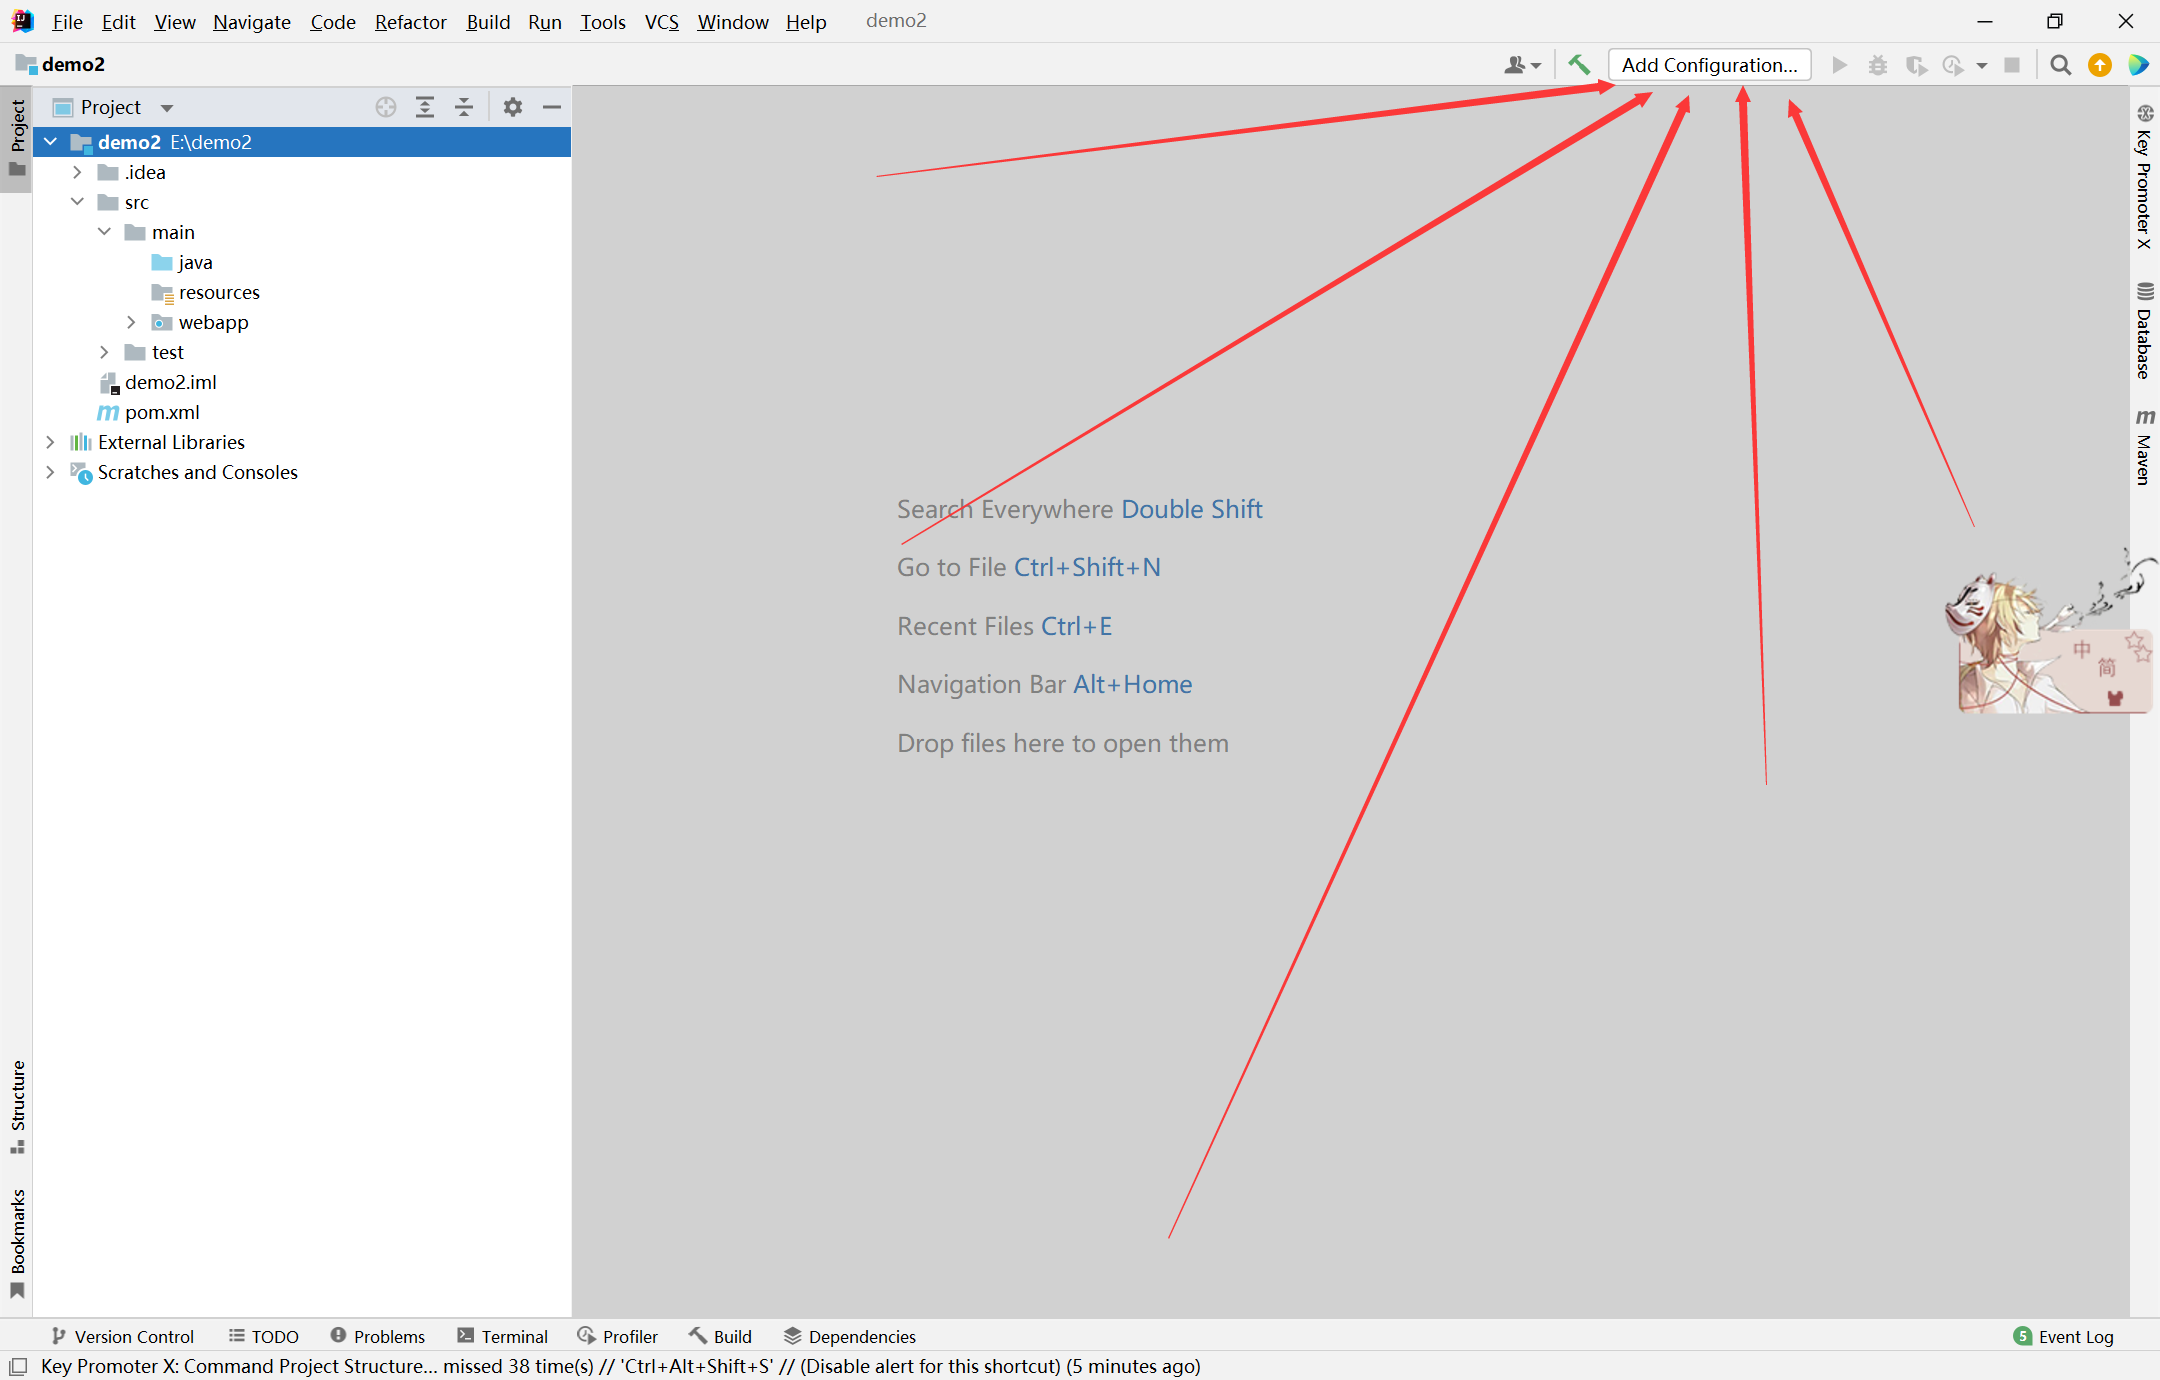 File Edit View Navigate Code Refactor Build Run Tools VCS Window Help demo2
demo2
Add Configuration...
Project
Project
demo2 E:\demo2
.idea
src
main
java
resources
webapp
test
demo2.iml
pom.xml
External Libraries
Scratches and Consoles
Search Everywhere Double Shift
Go to File Ctrl+Shift+N
Recent Files Ctrl+E
Navigation Bar Alt+Home
Drop files here to open them
Key Promoter X
Database
Maven
中
简
Structure
Bookmarks
Version Control TODO Problems Terminal Profiler Build Dependencies
5 Event Log
Key Promoter X: Command Project Structure... missed 38 time(s) // 'Ctrl+Alt+Shift+S' // (Disable alert for this shortcut) (5 minutes ago)